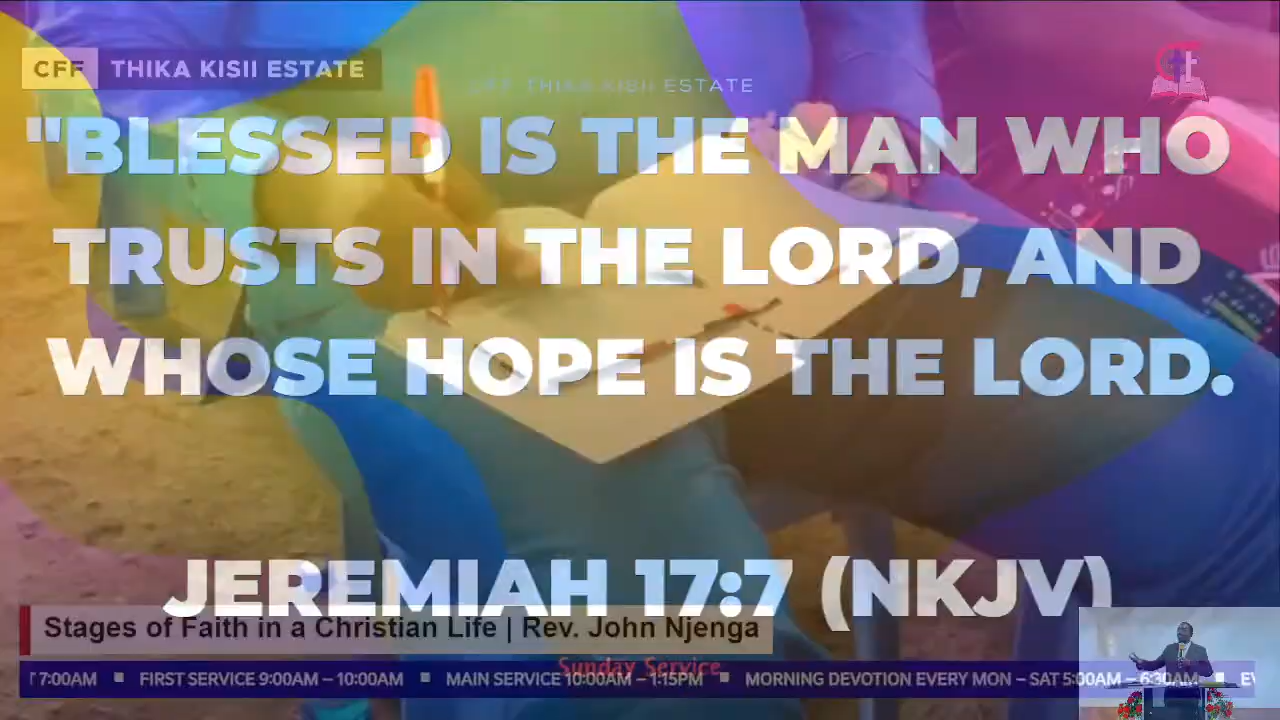 CFF THIKA KISII ESTATE
THIKA KISII ESTATE
"BLESSED IS THE MAN WHO
TRUSTS IN THE LORD, AND
WHOSE HOPE IS THE LORD.
JEREMIAH 17:7 (NKJV)
Stages of Faith in a Christian Life | Rev. John Njenga
Sunday Service
7:00AM ■ FIRST SERVICE 9:00AM – 10:00AM ■ MAIN SERVICE 10:00AM – 1:15PM ■ MORNING DEVOTION EVERY MON – SAT 5:00AM – 6:30AM ■